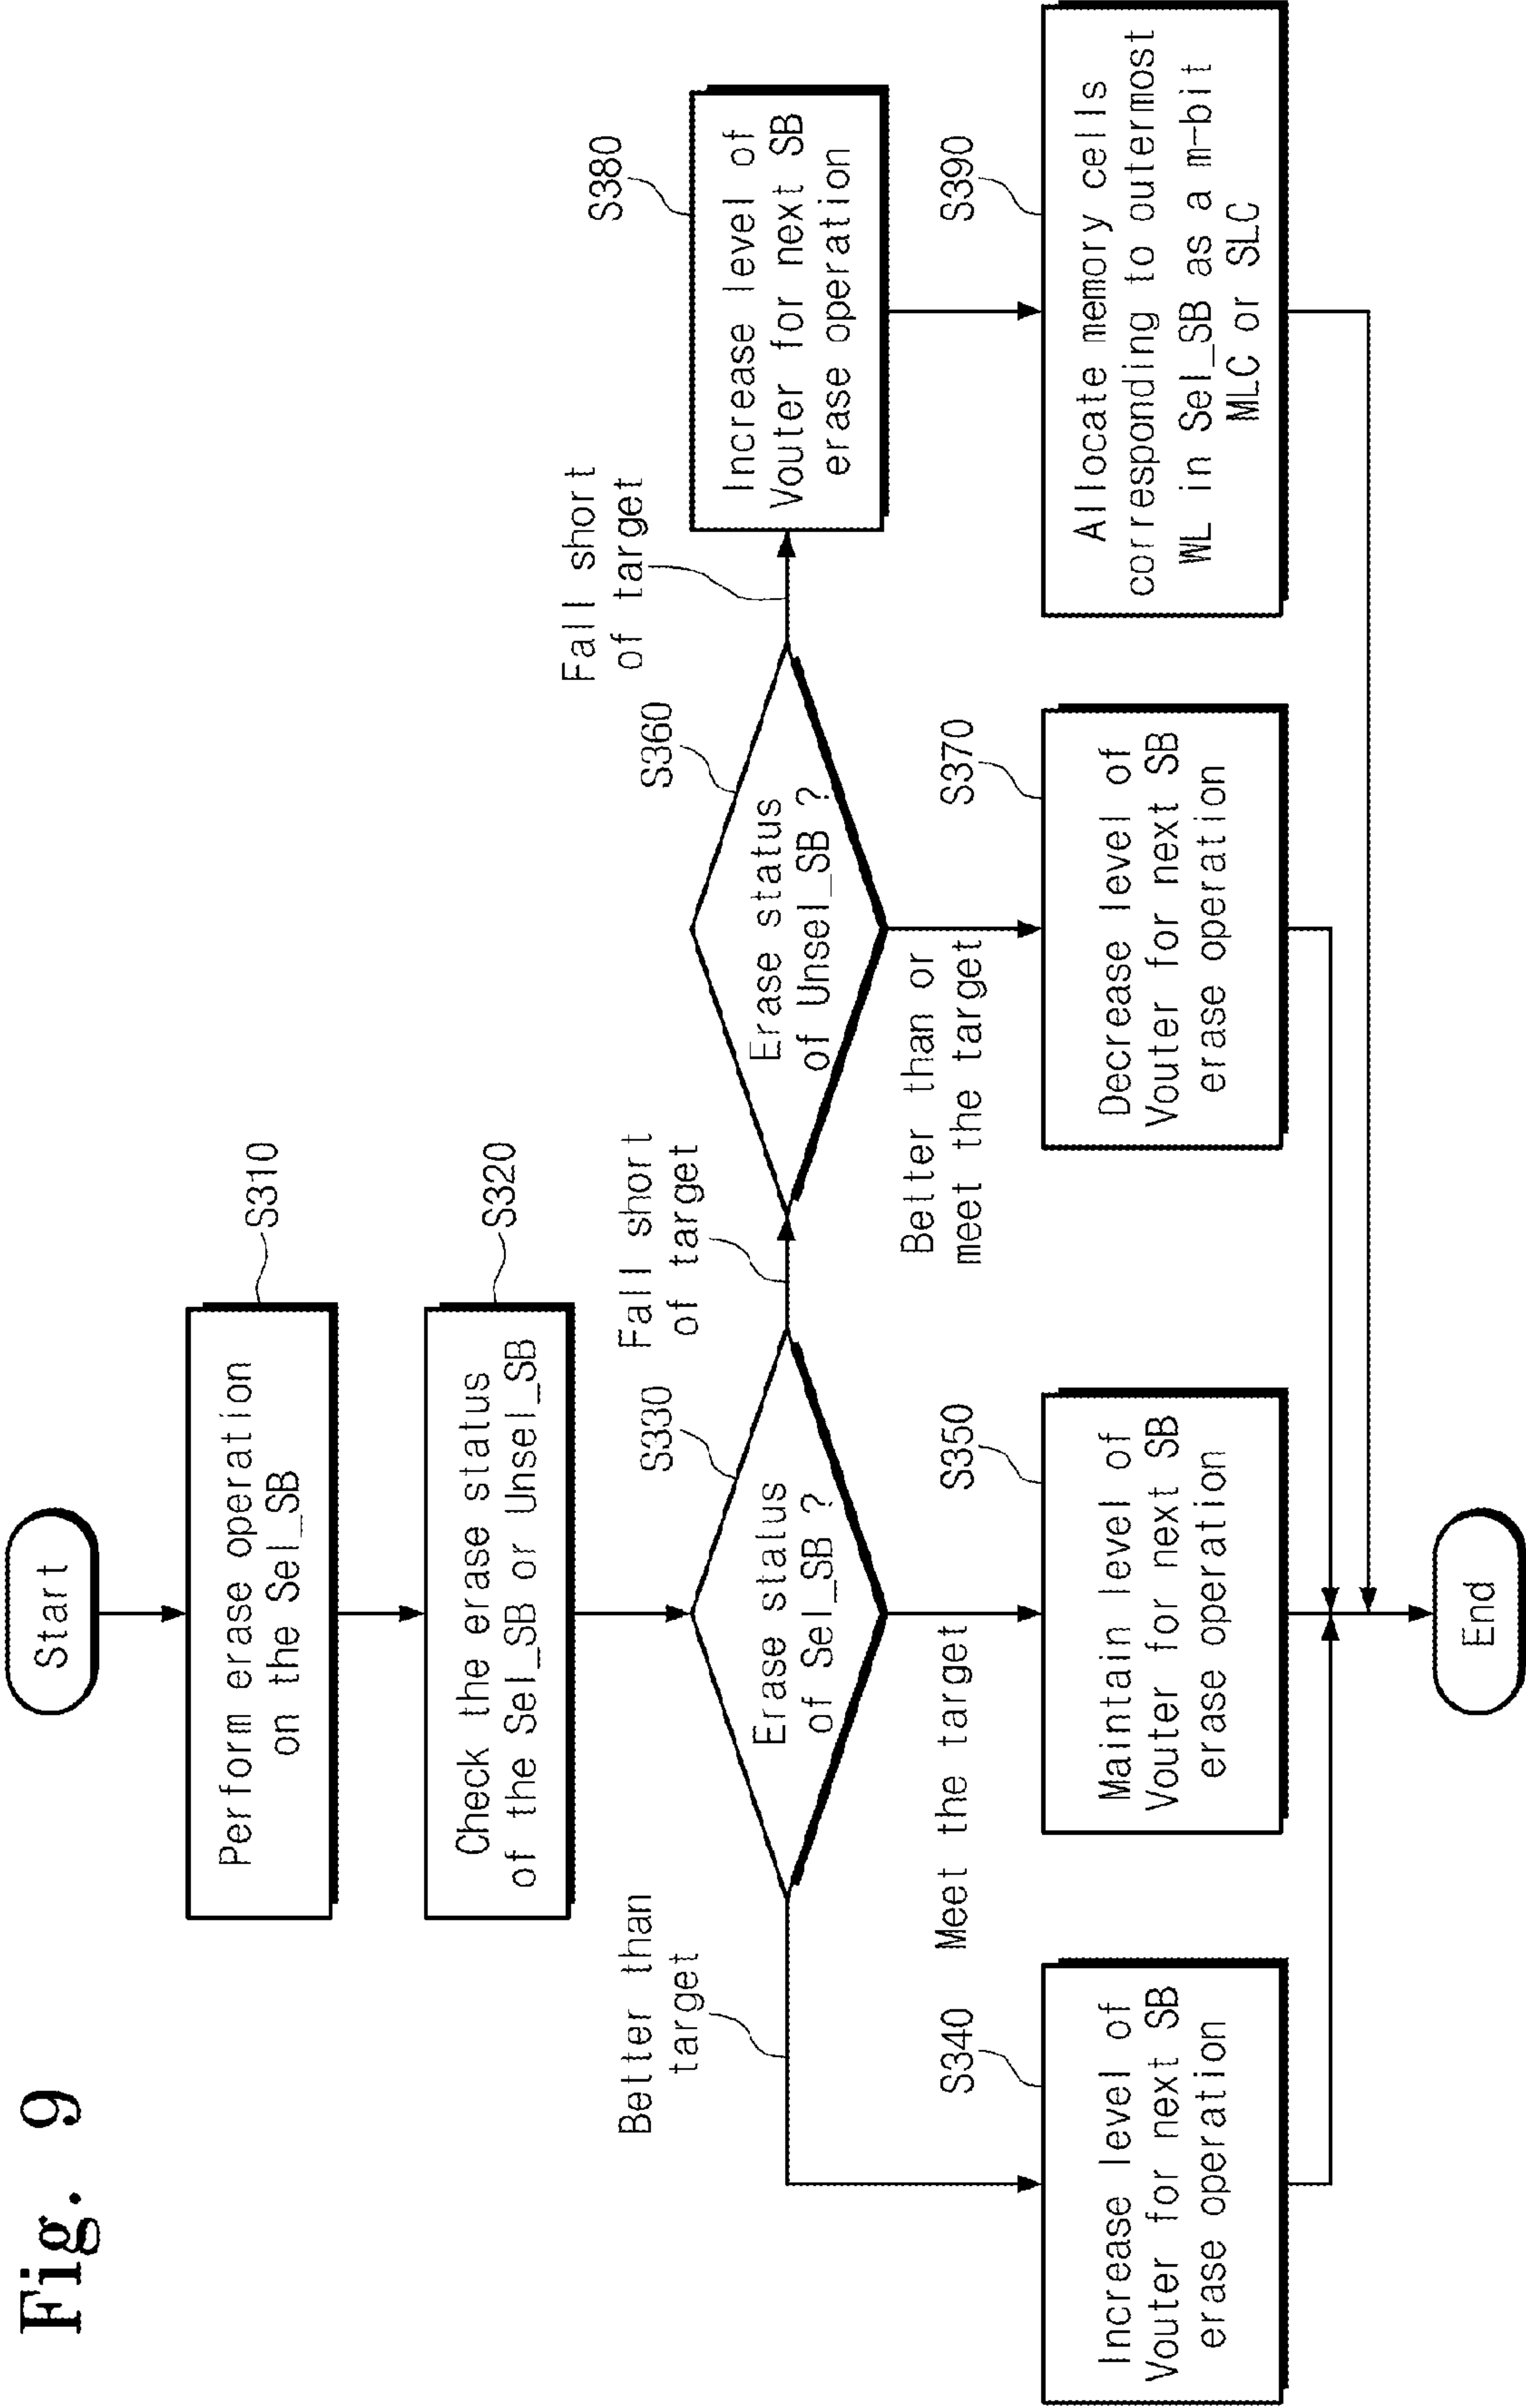 Fig. 9
Start
Perform erase operation
on the Sel_SB
S310
Check the erase status
of the Sel_SB or Unsel_SB
S320
Erase status
of Sel_SB ?
S330
Better than
target
Meet the target
Fall short
of target
Erase status
of Unsel_SB ?
S360
Fall short
of target
Better than or
meet the target
Increase level of
Vouter for next SB
erase operation
S380
Increase level of
Vouter for next SB
erase operation
S340
Maintain level of
Vouter for next SB
erase operation
S350
Decrease level of
Vouter for next SB
erase operation
S370
Allocate memory cells
corresponding to outermost
WL in Sel_SB as a m-bit
MLC or SLC
S390
End